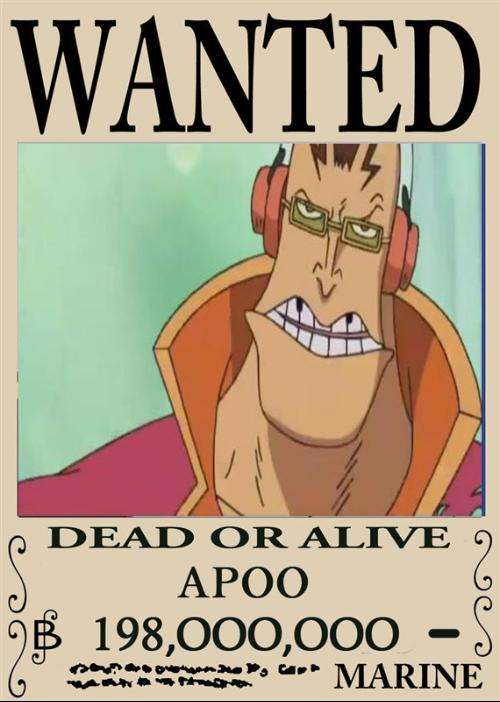 WANTED
DEAD OR ALIVE
APOO
฿ 198,000,000 -
MARINE